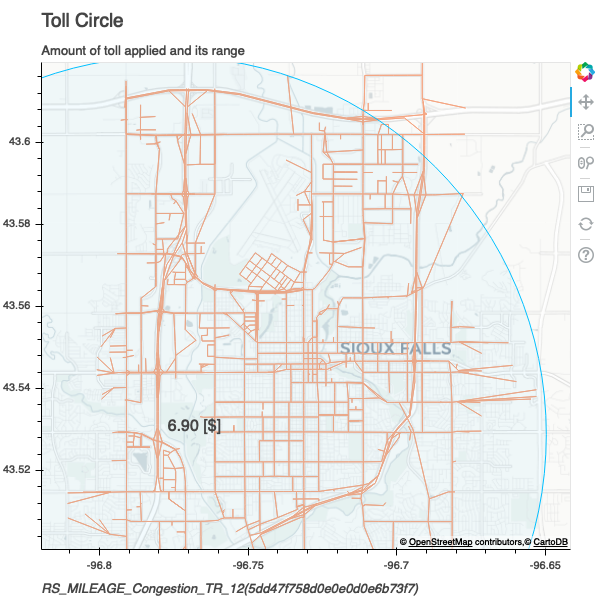 Toll Circle
Amount of toll applied and its range
43.6
43.58
43.56
SIOUX FALLS
43.54
6.90 [$]
43.52
© OpenStreetMap contributors,© CartoDB
-96.8
-96.75
-96.7
-96.65
RS_MILEAGE_Congestion_TR_12(5dd47f758d0e0e0d0e6b73f7)